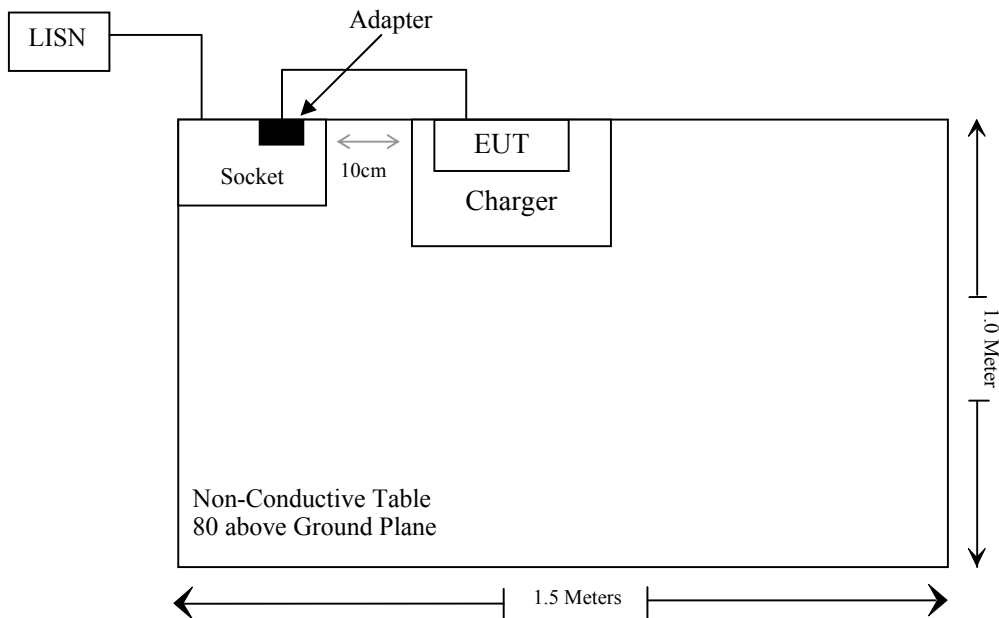 LISN
Adapter
Socket
10cm
EUT
Charger
1.0 Meter
Non-Conductive Table
80 above Ground Plane
1.5 Meters